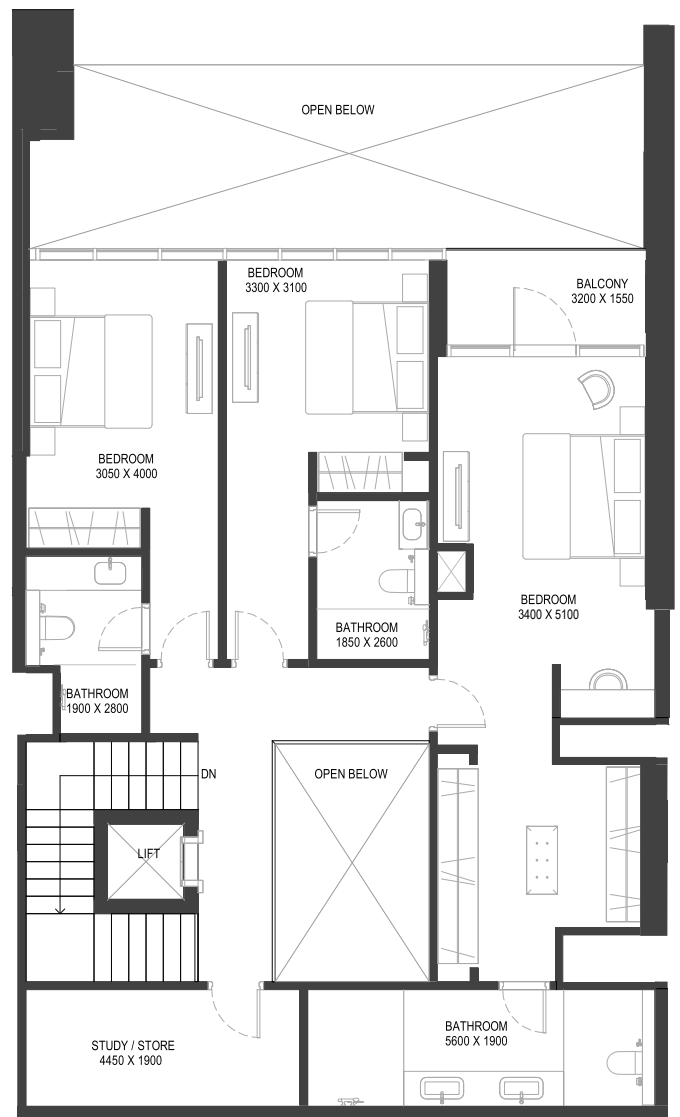 OPEN BELOW
BEDROOM
3300 X 3100
BALCONY
3200 X 1550
BEDROOM
3050 X 4000
BEDROOM
3400 X 5100
BATHROOM
1850 X 2600
BATHROOM
1900 X 2800
DN
OPEN BELOW
LIFT
BATHROOM
5600 X 1900
STUDY / STORE
4450 X 1900